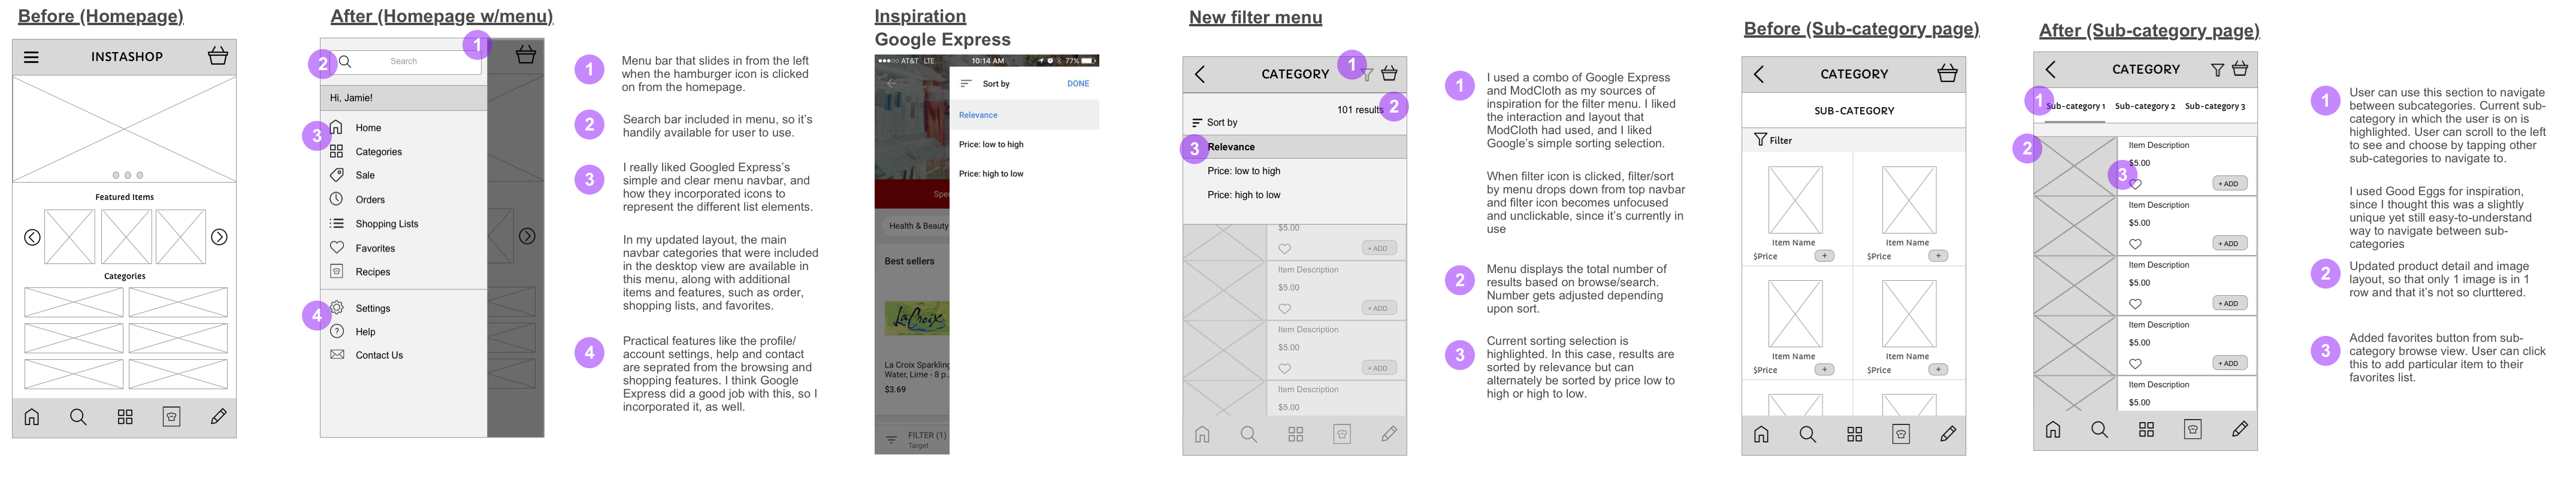 Before (Homepage)
INSTASHOP
Featured Items
Categories
After (Homepage w/menu)
1
2
Search
Hi, Jamie!
3
Home
Categories
Sale
Orders
Shopping Lists
Favorites
Recipes
4
Settings
Help
Contact Us
1
Menu bar that slides in from the left
when the hamburger icon is clicked
on from the homepage.
2
Search bar included in menu, so it's
handily available for user to use.
3
I really liked Googled Express's
simple and clear menu navbar, and
how they incorporated icons to
represent the different list elements.
In my updated layout, the main
navbar categories that were included
in the desktop view are available in
this menu, along with additional
items and features, such as order,
shopping lists, and favorites.
4
Practical features like the profile/
account settings, help and contact
are seprated from the browsing and
shopping features. I think Google
Express did a good job with this, so I
incorporated it, as well.
Inspiration
Google Express
AT&T LTE
10:14 AM
77%
Sort by
DONE
Relevance
Price: low to high
Price: high to low
Spe
Health & Beauty
Best sellers
LaCroix
La Croix Sparkling
Water, Lime - 8 p..
$3.69
FILTER (1)
Target
New filter menu
1
CATEGORY
2
101 results
Sort by
3
Relevance
Price: low to high
Price: high to low
$5.00
+ ADD
Item Description
$5.00
+ ADD
Item Description
$5.00
+ ADD
Item Description
$5.00
1
I used a combo of Google Express
and ModCloth as my sources of
inspiration for the filter menu. I liked
the interaction and layout that
ModCloth had used, and I liked
Google's simple sorting selection.
When filter icon is clicked, filter/sort
by menu drops down from top navbar
and filter icon becomes unfocused
and unclickable, since it's currently in
use
2
Menu displays the total number of
results based on browse/search.
Number gets adjusted depending
upon sort.
3
Current sorting selection is
highlighted. In this case, results are
sorted by relevance but can
alternately be sorted by price low to
high or high to low.
Before (Sub-category page)
CATEGORY
SUB-CATEGORY
Filter
Item Name
$Price
+
Item Name
$Price
+
Item Name
$Price
+
Item Name
$Price
+
After (Sub-category page)
CATEGORY
1
Sub-category 1
Sub-category 2
Sub-category 3
2
Item Description
$5.00
3
+ ADD
Item Description
$5.00
+ ADD
Item Description
$5.00
+ ADD
Item Description
$5.00
+ ADD
Item Description
$5.00
1
User can use this section to navigate
between subcategories. Current sub-
category in which the user is on is
highlighted. User can scroll to the left
to see and choose by tapping other
sub-categories to navigate to.
I used Good Eggs for inspiration,
since I thought this was a slightly
unique yet still easy-to-understand
way to navigate between sub-
categories
2
Updated product detail and image
layout, so that only 1 image is in 1
row and that it's not so clurttered.
3
Added favorites button from sub-
category browse view. User can click
this to add particular item to their
favorites list.